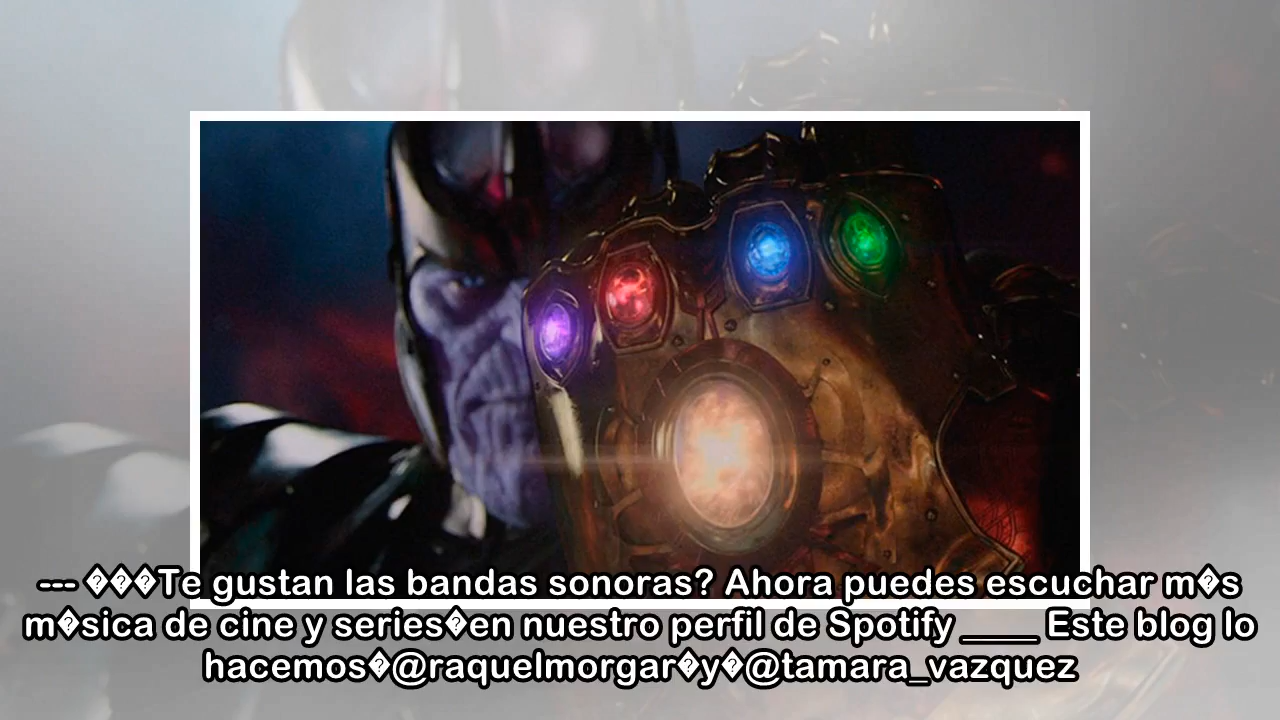 --- ���Te gustan las bandas sonoras? Ahora puedes escuchar m�s
m�sica de cine y series�en nuestro perfil de Spotify ____ Este blog lo
hacemos�@raquelmorgar�y�@tamara_vazquez